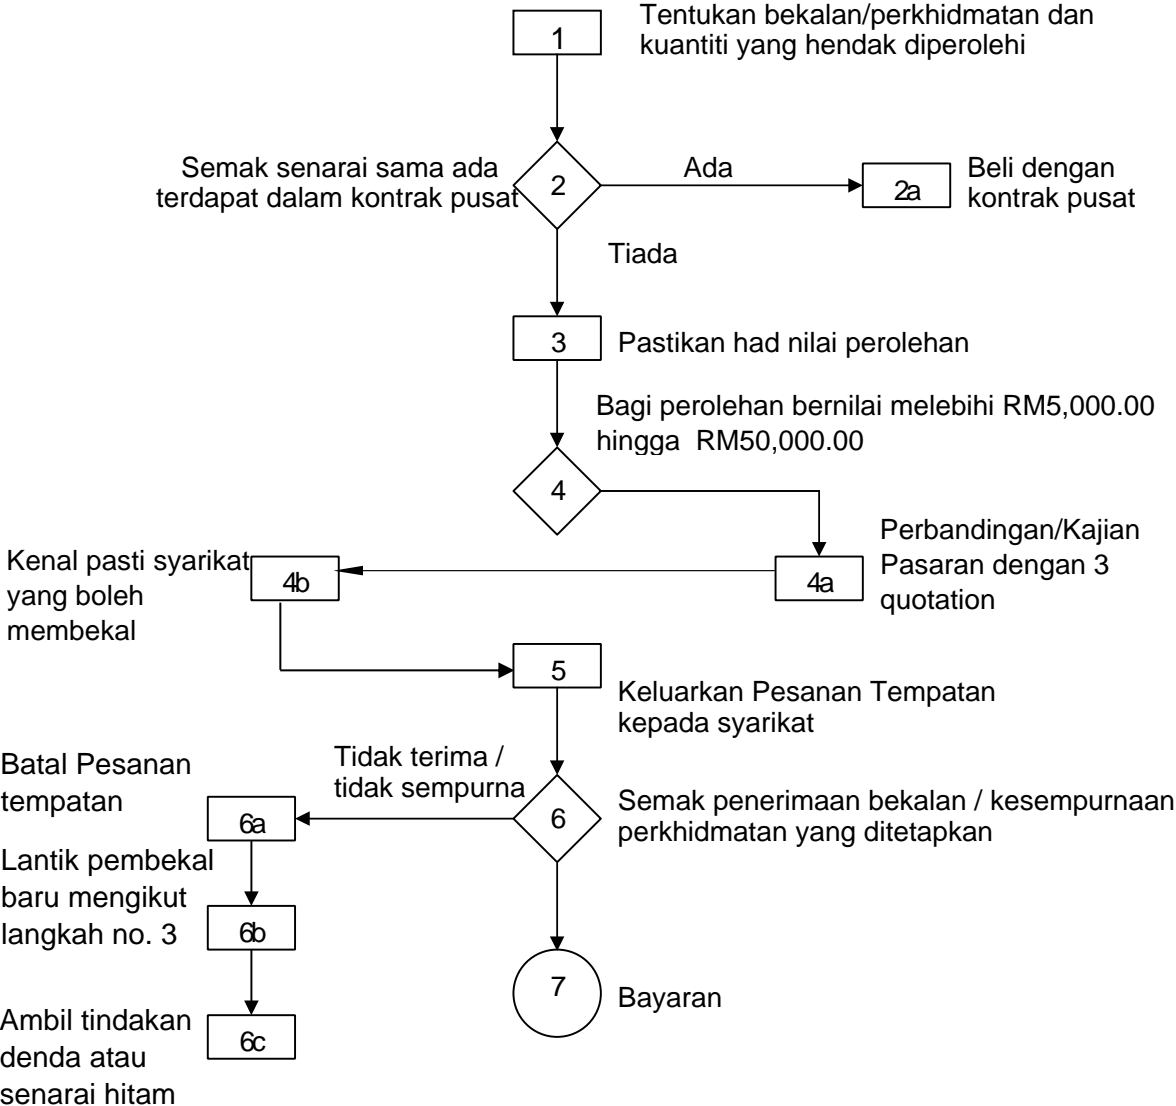 1
Tentukan bekalan/perkhidmatan dan
kuantiti yang hendak diperolehi
Semak senarai sama ada
terdapat dalam kontrak pusat
2
Ada
2a
Beli dengan
kontrak pusat
Tiada
3
Pastikan had nilai perolehan
Bagi perolehan bernilai melebihi RM5,000.00
hingga RM50,000.00
4
Perbandingan/Kajian
Pasaran dengan 3
quotation
4a
Kenal pasti syarikat
yang boleh
membekal
4b
5
Keluarkan Pesanan Tempatan
kepada syarikat
Tidak terima /
tidak sempurna
6
Semak penerimaan bekalan / kesempurnaan
perkhidmatan yang ditetapkan
Batal Pesanan
tempatan
6a
Lantik pembekal
baru mengikut
langkah no. 3
6b
Ambil tindakan
denda atau
senarai hitam
6c
7
Bayaran